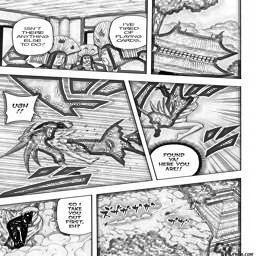 I'VE
TIRED OF
PLAYING
CARDS.
ISN'T
THERE
ANYTHING
ELSE
TO DO?
UGH!!
FOUND
YA!
HERE YOU
ARE!!
SO I
TAKE
YOU OUT
FIRST,
EH?